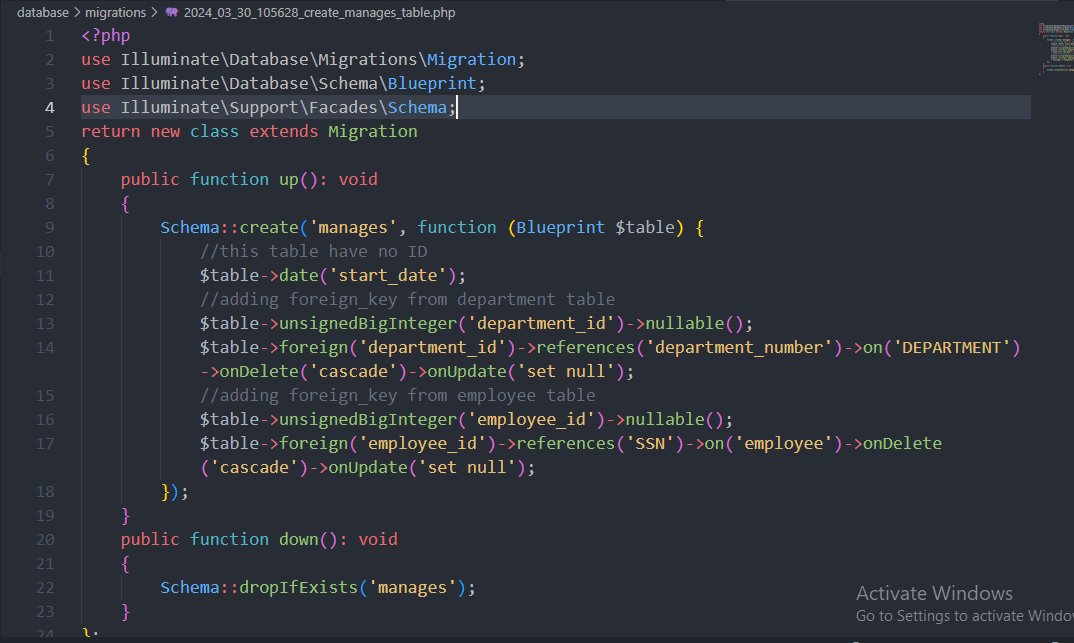 database > migrations > 2024_03_30_105628_create_manages_table.php
1 <?php
2 use Illuminate\Database\Migrations\Migration;
3 use Illuminate\Database\Schema\Blueprint;
4 use Illuminate\Support\Facades\Schema;
5 return new class extends Migration
6 {
7 public function up(): void
8 {
9 Schema::create('manages', function (Blueprint $table) {
10 //this table have no ID
11 $table->date('start_date');
12 //adding foreign_key from department table
13 $table->unsignedBigInteger('department_id')->nullable();
14 $table->foreign('department_id')->references('department_number')->on('DEPARTMENT')
->onDelete('cascade')->onUpdate('set null');
15 //adding foreign_key from employee table
16 $table->unsignedBigInteger('employee_id')->nullable();
17 $table->foreign('employee_id')->references('SSN')->on('employee')->onDelete
('cascade')->onUpdate('set null');
18 });
19 }
20 public function down(): void
21 {
22 Schema::dropIfExists('manages');
23 }
24 };
Activate Windows
Go to Settings to activate Windo